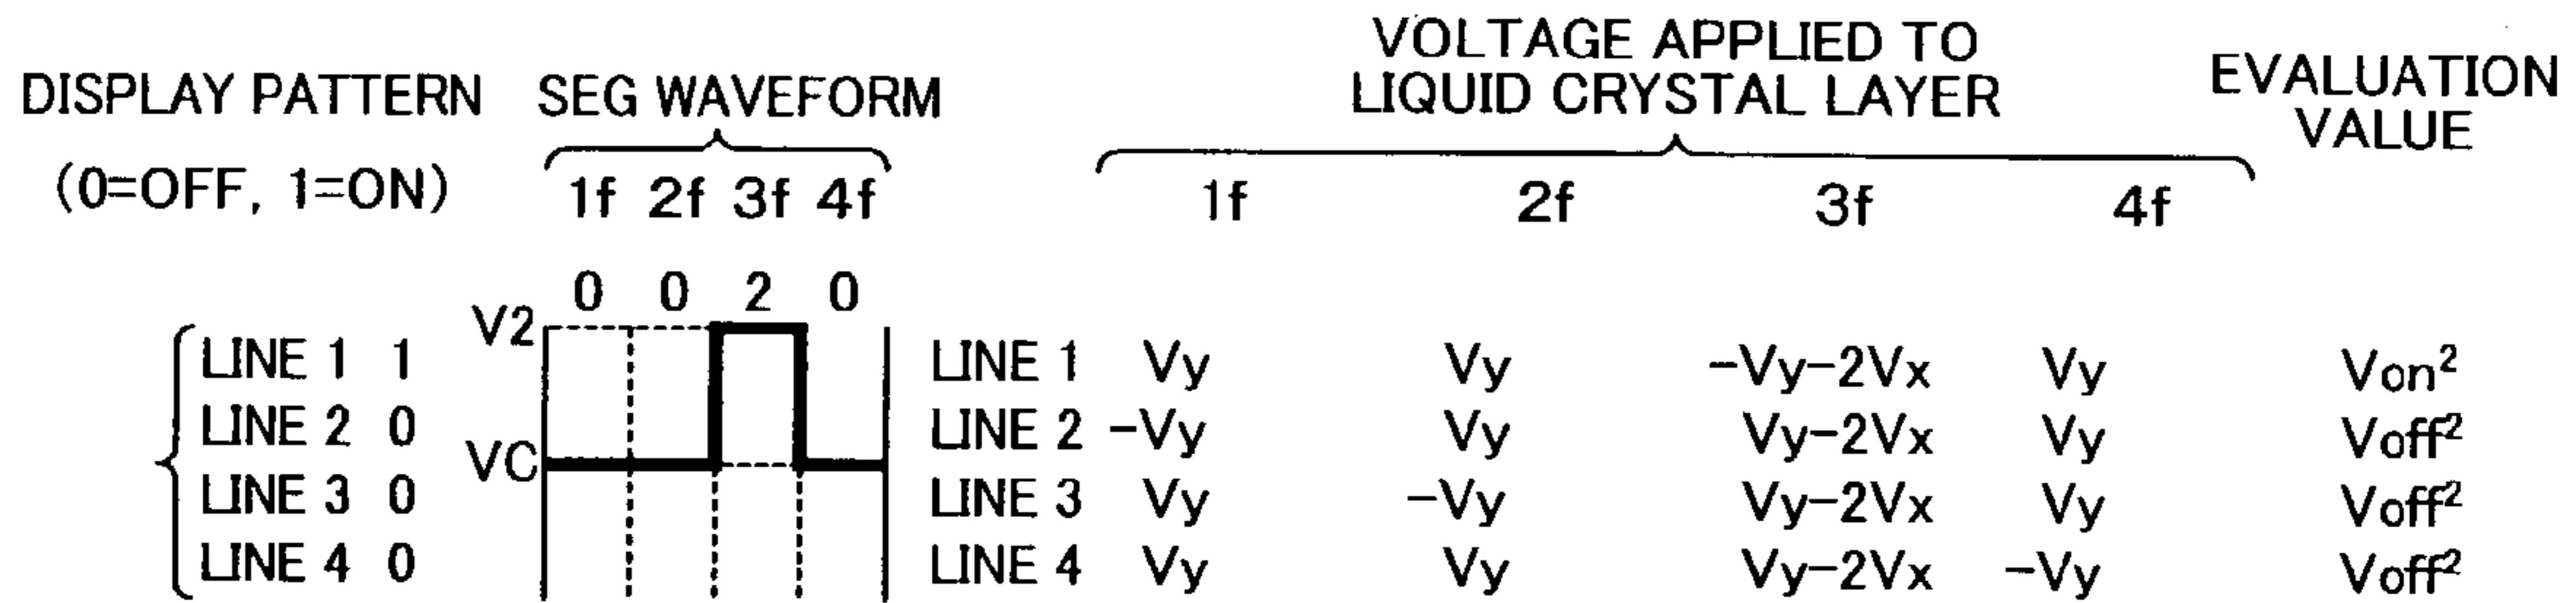 DISPLAY PATTERN
(0=OFF, 1=ON)
SEG WAVEFORM
1f 2f 3f 4f
VOLTAGE APPLIED TO
LIQUID CRYSTAL LAYER
1f 2f 3f 4f
EVALUATION
VALUE
0 0 2 0
V2
VC
LINE 1 1
LINE 2 0
LINE 3 0
LINE 4 0
LINE 1 Vy Vy -Vy-2Vx Vy Von²
LINE 2 -Vy Vy Vy-2Vx Vy Voff²
LINE 3 Vy -Vy Vy-2Vx Vy Voff²
LINE 4 Vy Vy Vy-2Vx -Vy Voff²